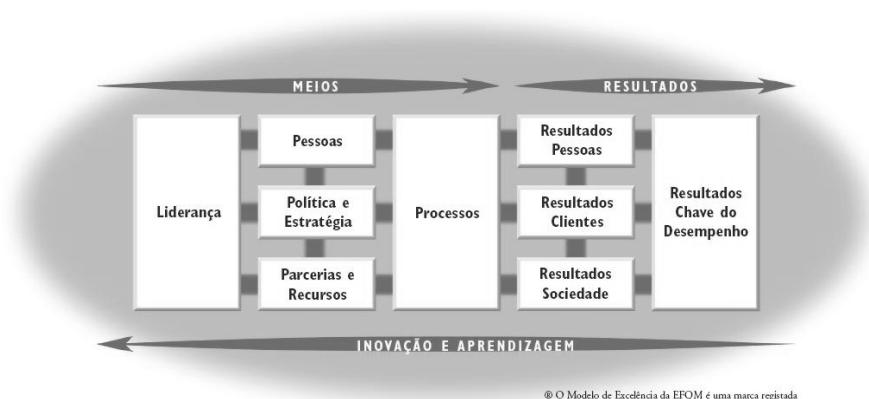 MEIOS
RESULTADOS
Liderança
Pessoas
Política e
Estratégia
Parcerias e
Recursos
Processos
Resultados
Pessoas
Resultados
Clientes
Resultados
Sociedade
Resultados
Chave do
Desempenho
INOVAÇÃO E APRENDIZAGEM
® O Modelo de Excelência da EFQM é uma marca registada